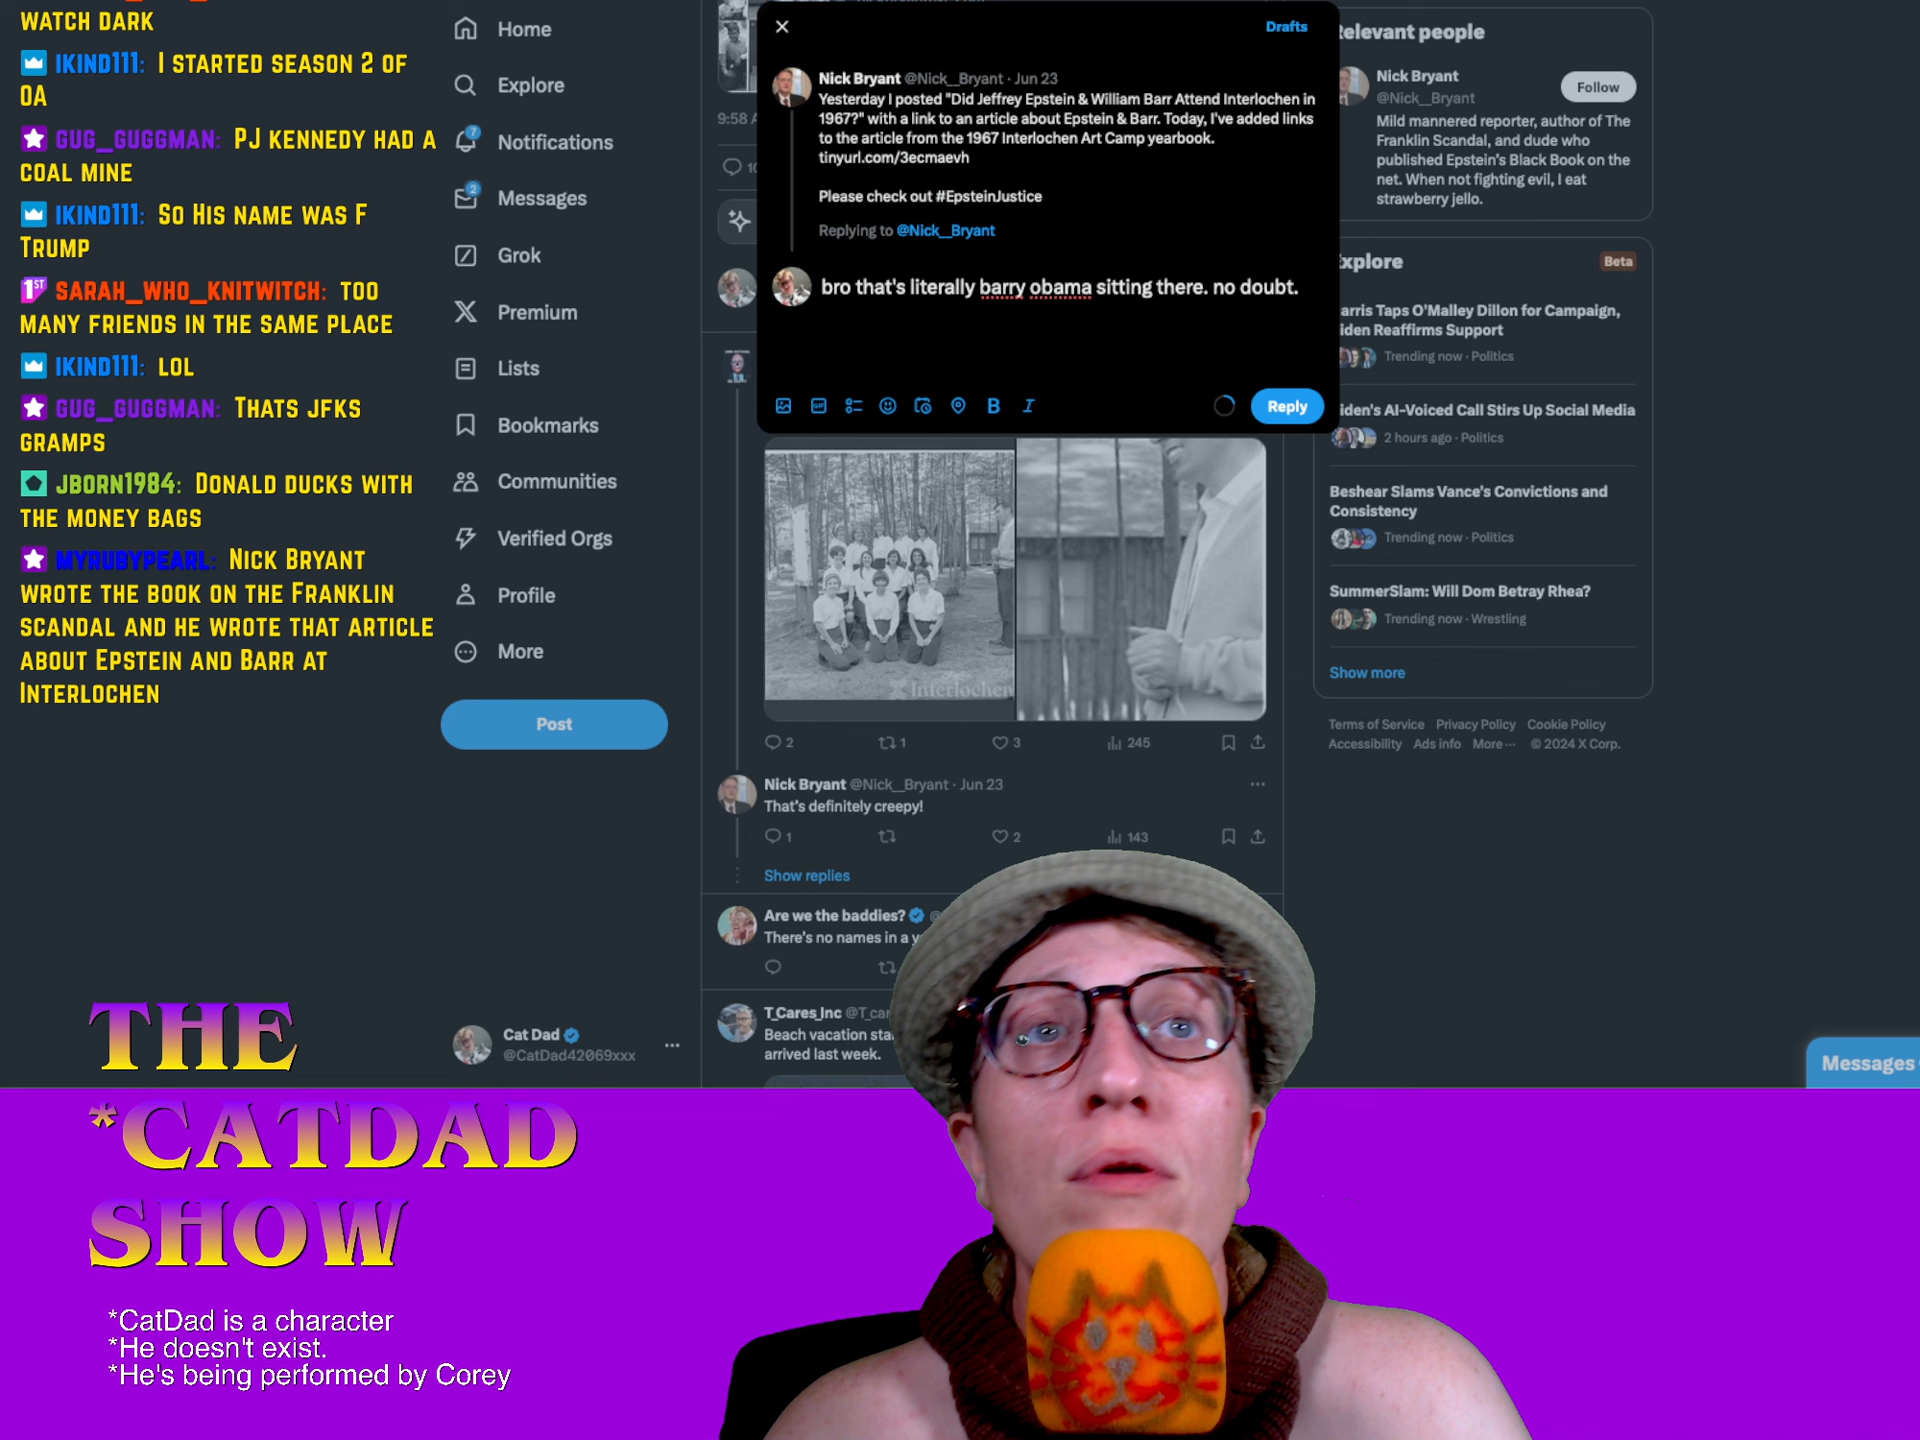 WATCH DARK
IKIND111: I STARTED SEASON 2 OF
OA
GUG_GUGGMAN: PJ KENNEDY HAD A
COAL MINE
IKIND111: SO HIS NAME WAS F
TRUMP
1ST SARAH_WHO_KNITWITCH: TOO
MANY FRIENDS IN THE SAME PLACE
IKIND111: LOL
GUG_GUGGMAN: THATS JFKS
GRAMPS
JBORN1984: DONALD DUCKS WITH
THE MONEY BAGS
MYRUBYPEARL: NICK BRYANT
WROTE THE BOOK ON THE FRANKLIN
SCANDAL AND HE WROTE THAT ARTICLE
ABOUT EPSTEIN AND BARR AT
INTERLOCHEN
Home
Explore
7
Notifications
2
Messages
Grok
Premium
Lists
Bookmarks
Communities
Verified Orgs
Profile
More
Post
Cat Dad
@CatDad42069xxx
9:58
Drafts
Nick Bryant @Nick__Bryant · Jun 23
Yesterday I posted "Did Jeffrey Epstein & William Barr Attend Interlochen in
1967?" with a link to an article about Epstein & Barr. Today, I've added links
to the article from the 1967 Interlochen Art Camp yearbook.
tinyurl.com/3ecmaevh
Please check out #EpsteinJustice
Replying to @Nick__Bryant
bro that's literally barry obama sitting there. no doubt.
GIF
B I
Reply
Interlochen
2 1 3 245
Nick Bryant @Nick__Bryant · Jun 23
That's definitely creepy!
1 2 143
Show replies
Are we the baddies?
There's no names in a
T_Cares_Inc
Beach vacation
arrived last week.
Relevant people
Nick Bryant
@Nick__Bryant
Follow
Mild mannered reporter, author of The
Franklin Scandal, and dude who
published Epstein's Black Book on the
net. When not fighting evil, I eat
strawberry jello.
Explore
Beta
arris Taps O'Malley Dillon for Campaign,
iden Reaffirms Support
Trending now · Politics
iden's AI-Voiced Call Stirs Up Social Media
2 hours ago · Politics
Beshear Slams Vance's Convictions and
Consistency
Trending now · Politics
SummerSlam: Will Dom Betray Rhea?
Trending now · Wrestling
Show more
Terms of Service Privacy Policy Cookie Policy
Accessibility Ads info More ··· © 2024 X Corp.
Messages
THE
*CATDAD
SHOW
*CatDad is a character
*He doesn't exist.
*He's being performed by Corey